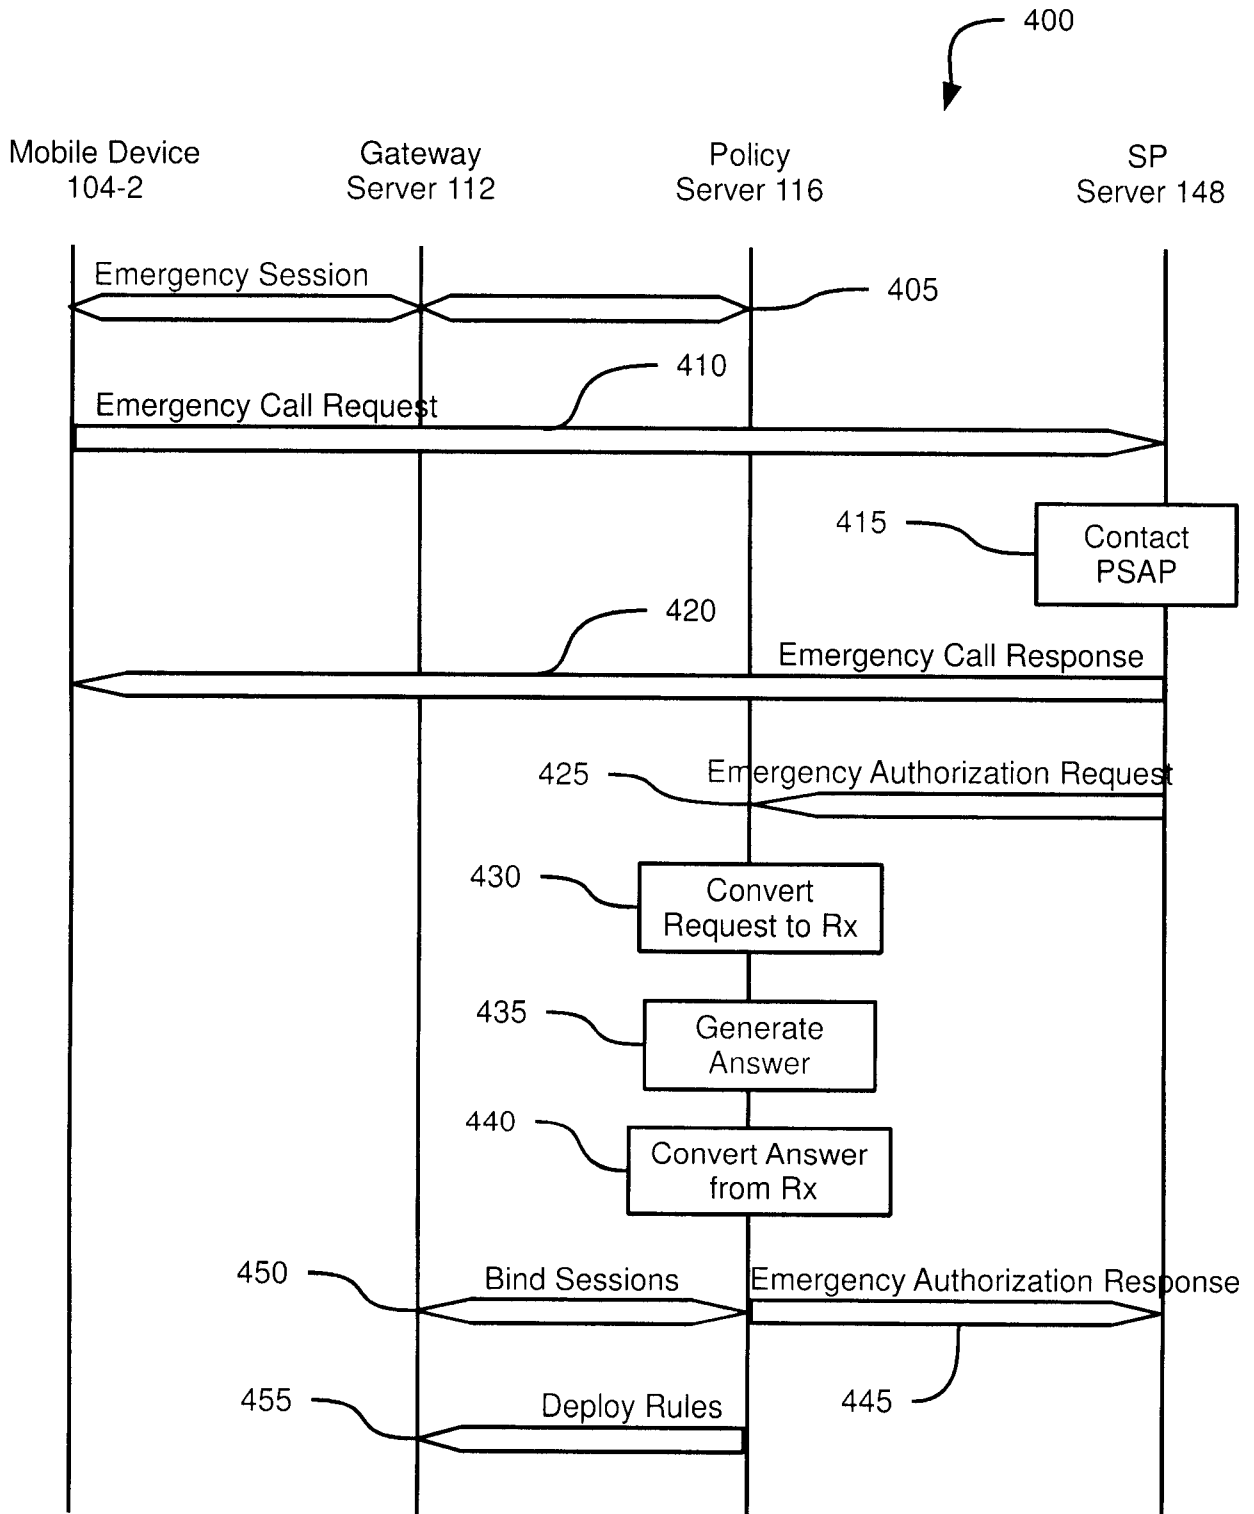 400
Mobile Device
104-2
Gateway
Server 112
Policy
Server 116
SP
Server 148
Emergency Session
405
410
Emergency Call Request
415
Contact
PSAP
420
Emergency Call Response
425
Emergency Authorization Request
430
Convert
Request to Rx
435
Generate
Answer
440
Convert Answer
from Rx
450
Bind Sessions
Emergency Authorization Response
455
Deploy Rules
445